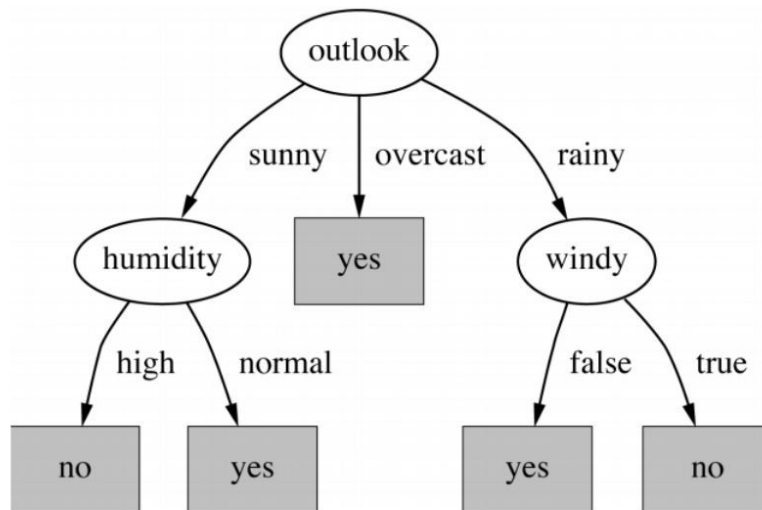 outlook
sunny overcast rainy
humidity yes windy
high normal false true
no yes yes no